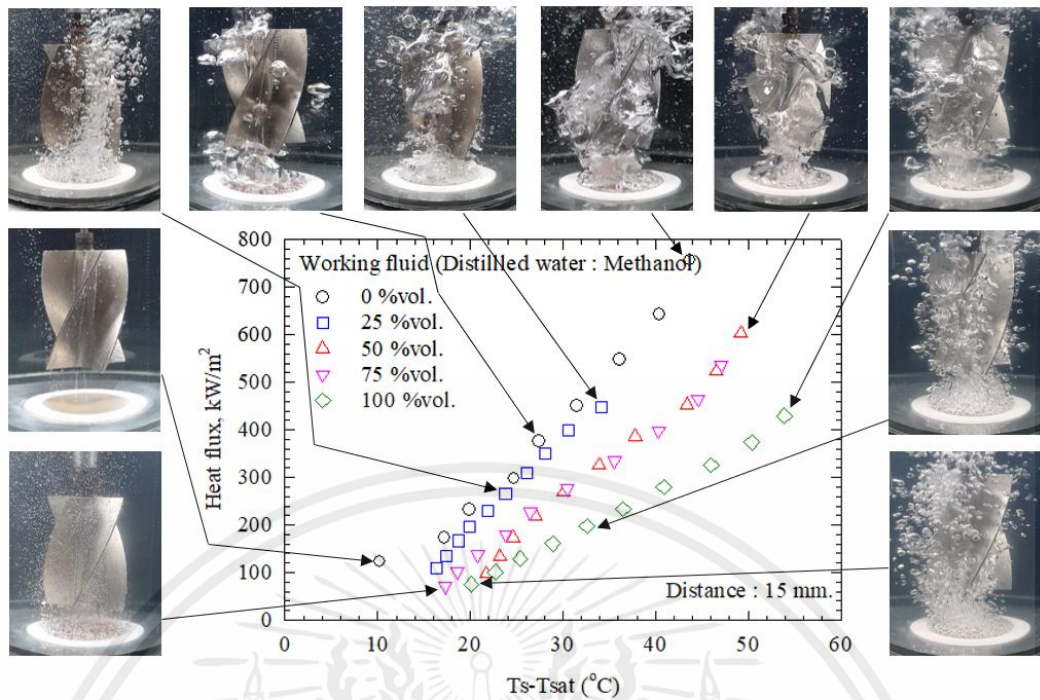 800
700
600
500
400
300
200
100
0
Heat flux, kW/m²
Working fluid (Distillled water : Methanol)
0 %vol.
25 %vol.
50 %vol.
75 %vol.
100 %vol.
Distance : 15 mm.
0 10 20 30 40 50 60
Ts-Tsat (°C)